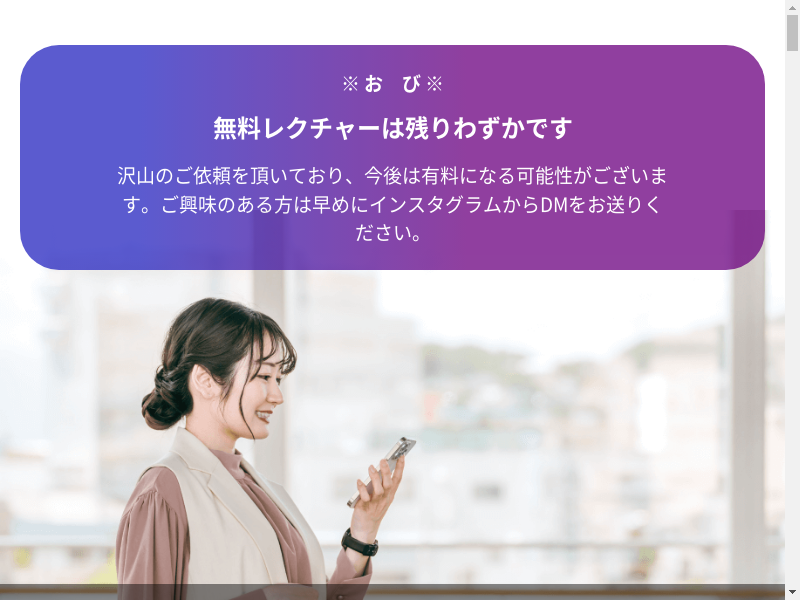 ※ お　び ※
無料レクチャーは残りわずかです
沢山のご依頼を頂いており、今後は有料になる可能性がございま
す。ご興味のある方は早めにインスタグラムからDMをお送りく
ださい。